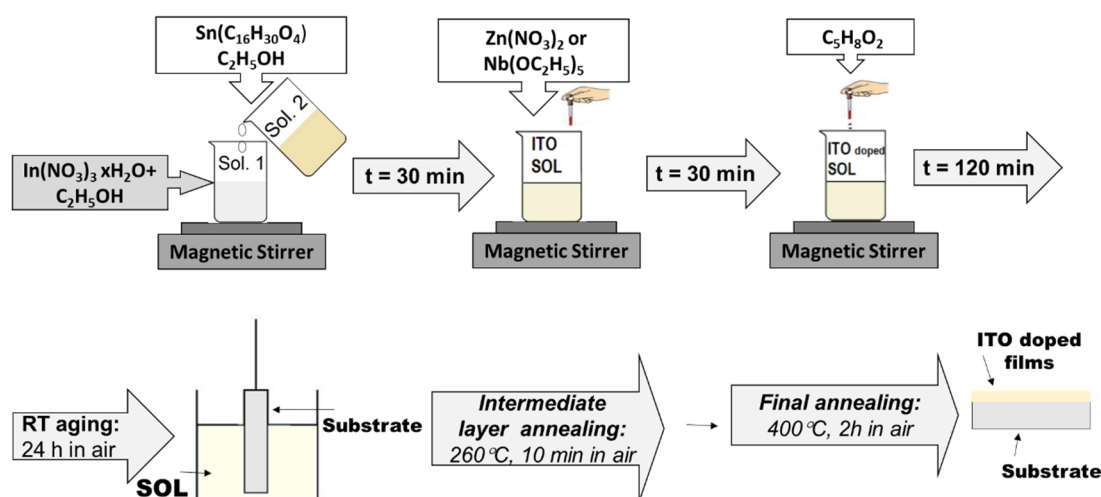 Sn(C₁₆H₃₀O₄)
C₂H₅OH
Zn(NO₃)₂ or
Nb(OC₂H₅)₅
C₅H₈O₂
Sol. 2
Sol. 1
In(NO₃)₃ xH₂O+
C₂H₅OH
t = 30 min
ITO
SOL
t = 30 min
ITO doped
SOL
t = 120 min
Magnetic Stirrer
Magnetic Stirrer
Magnetic Stirrer
RT aging:
24 h in air
SOL
Substrate
Intermediate
layer annealing:
260°C, 10 min in air
Final annealing:
400°C, 2h in air
ITO doped
films
Substrate